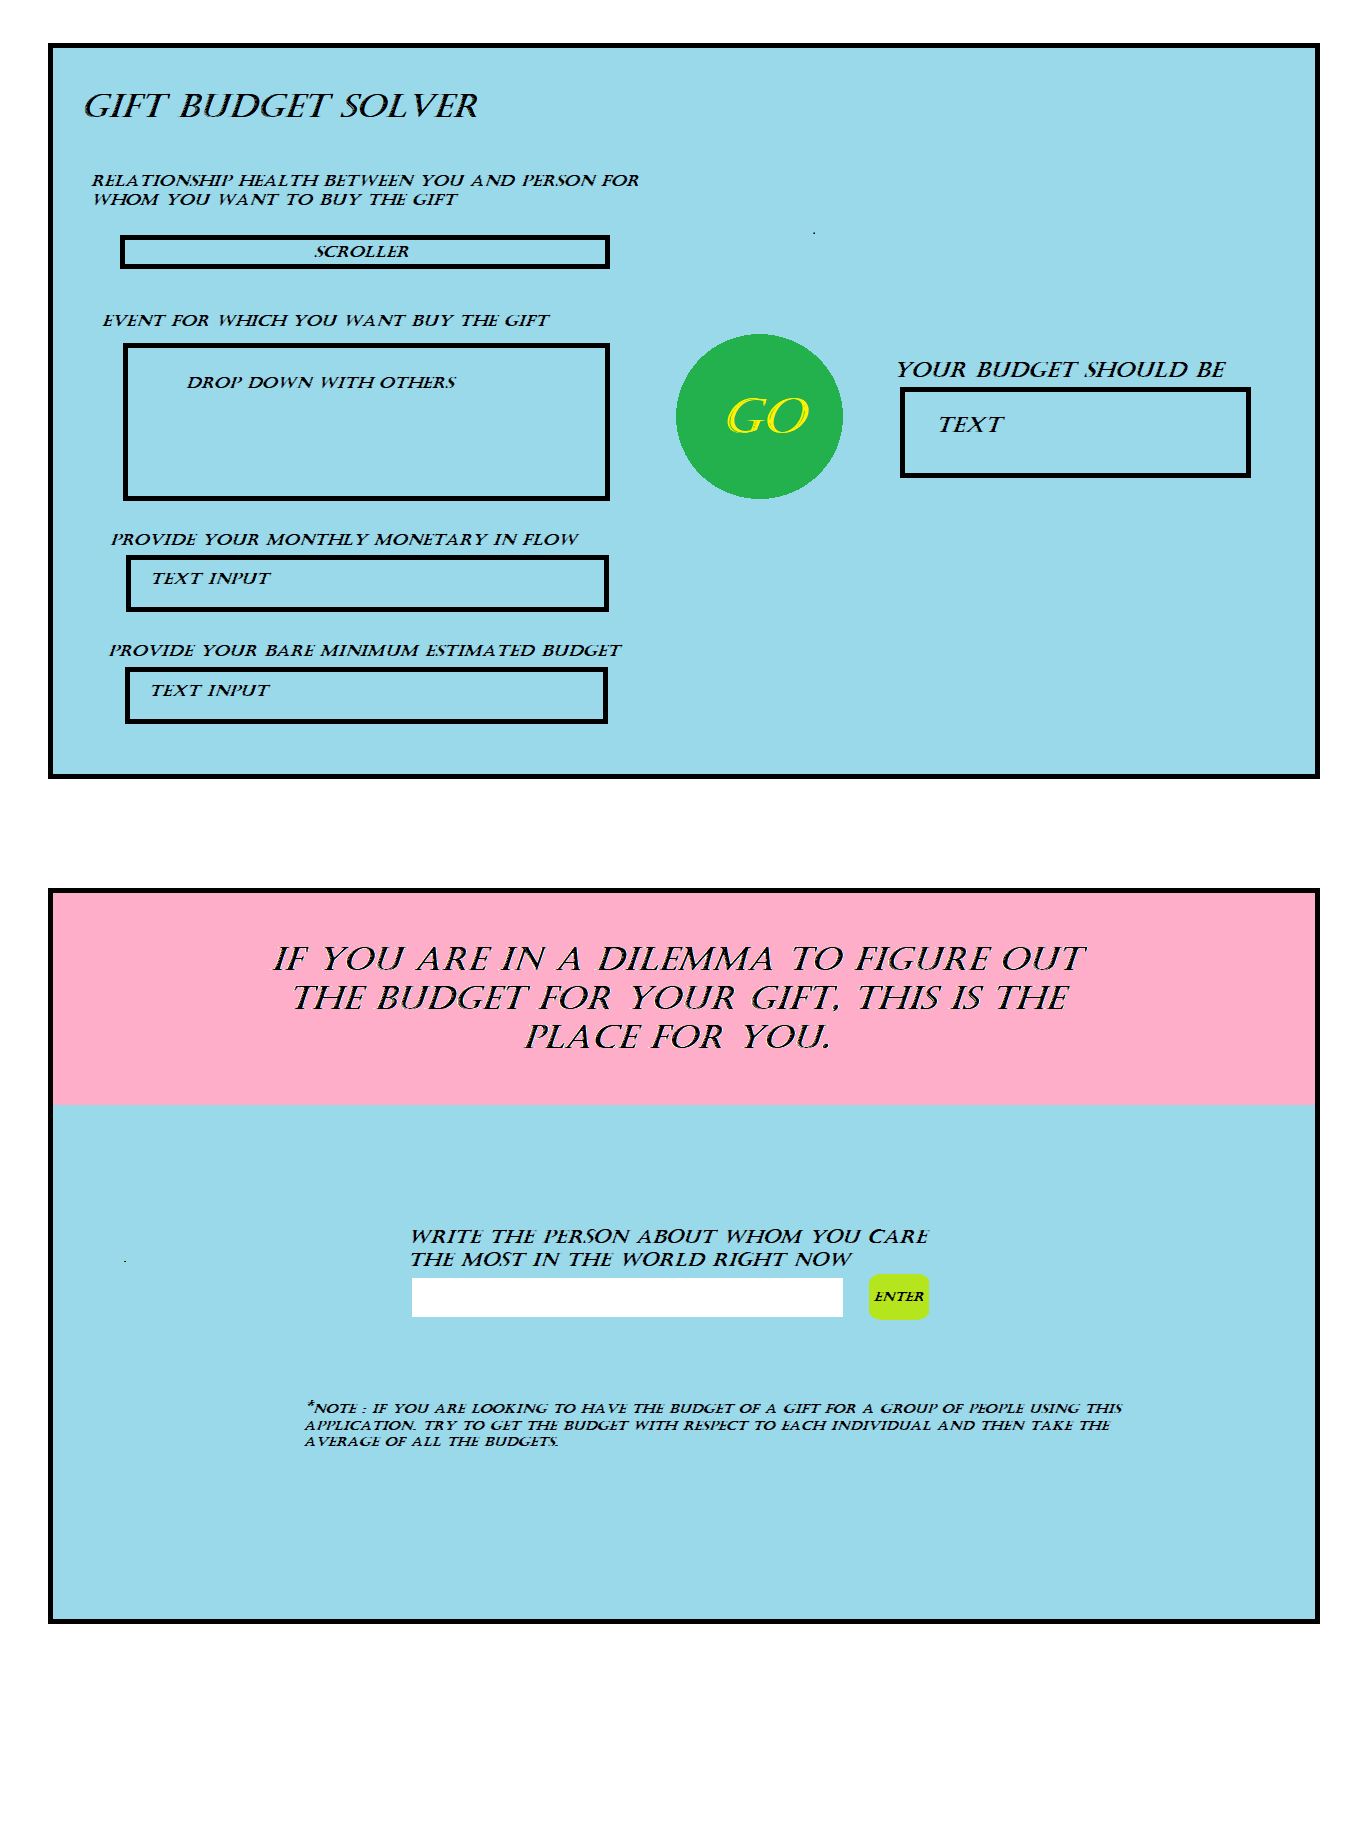 GIFT BUDGET SOLVER
RELATIONSHIP HEALTH BETWEEN YOU AND PERSON FOR
WHOM YOU WANT TO BUY THE GIFT
SCROLLER
EVENT FOR WHICH YOU WANT BUY THE GIFT
DROP DOWN WITH OTHERS
GO
YOUR BUDGET SHOULD BE
TEXT
PROVIDE YOUR MONTHLY MONETARY IN FLOW
TEXT INPUT
PROVIDE YOUR BARE MINIMUM ESTIMATED BUDGET
TEXT INPUT
IF YOU ARE IN A DILEMMA TO FIGURE OUT
THE BUDGET FOR YOUR GIFT, THIS IS THE
PLACE FOR YOU.
WRITE THE PERSON ABOUT WHOM YOU CARE
THE MOST IN THE WORLD RIGHT NOW
ENTER
*NOTE : IF YOU ARE LOOKING TO HAVE THE BUDGET OF A GIFT FOR A GROUP OF PEOPLE USING THIS
APPLICATION. TRY TO GET THE BUDGET WITH RESPECT TO EACH INDIVIDUAL AND THEN TAKE THE
AVERAGE OF ALL THE BUDGETS.